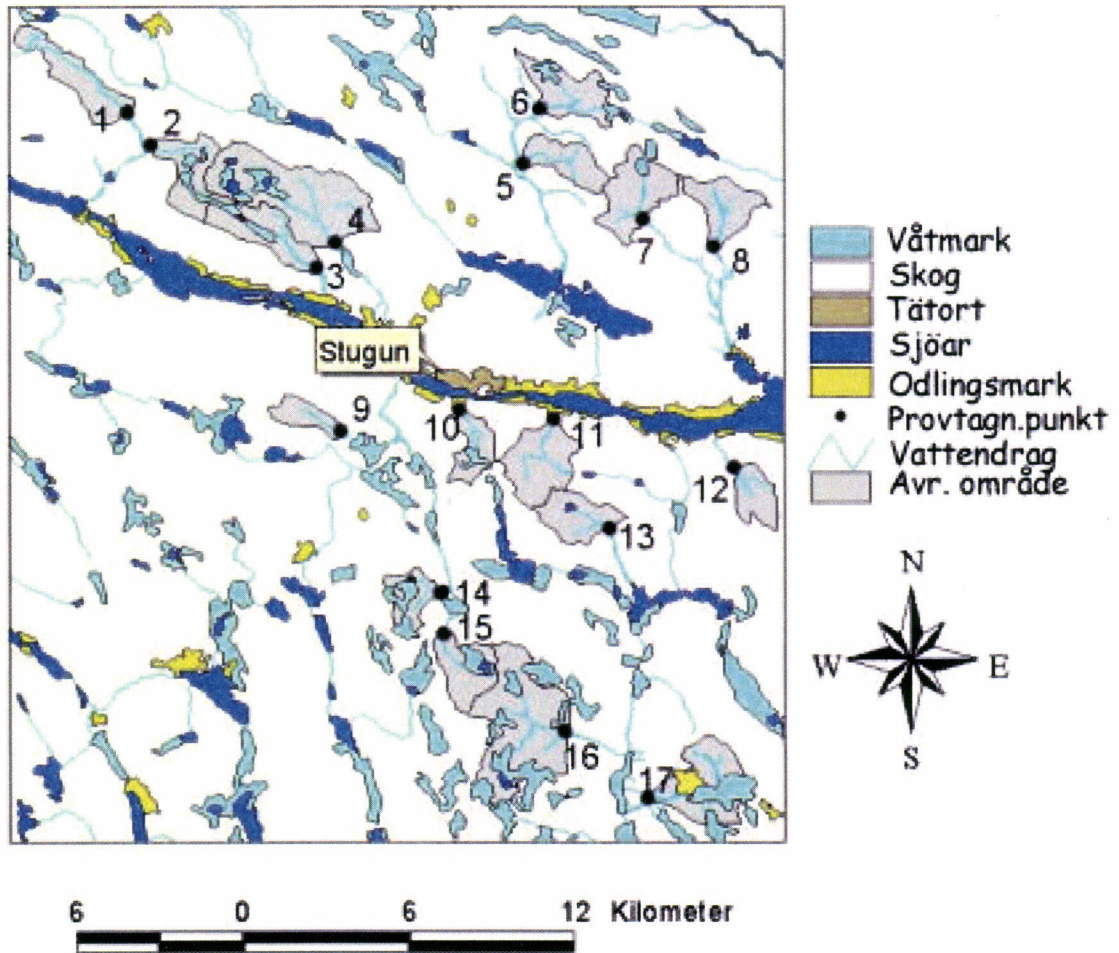 1
2
3
4
5
6
7
8
Stugun
9
10
11
12
13
14
15
16
17
Våtmark
Skog
Tätort
Sjöar
Odlingsmark
Provtagn.punkt
Vattendrag
Avr. område
N
W
E
S
6 0 6 12 Kilometer